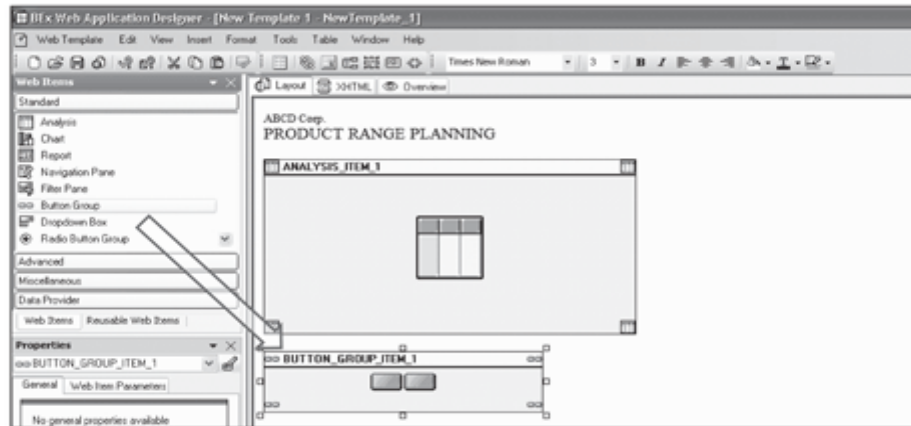 BEx Web Application Designer - [New Template 1 - NewTemplate_1]
Web Template Edit View Insert Format Tools Table Window Help
Times New Roman 3 B I
Web Items
Layout XHTML Overview
Standard
Analysis
Chart
Report
Navigation Pane
Filter Pane
Button Group
Dropdown Box
Radio Button Group
Advanced
Miscellaneous
Data Provider
Web Items Reusable Web Items
Properties
BUTTON_GROUP_ITEM_1
General Web Item Parameters
No general properties available
ABCD Corp.
PRODUCT RANGE PLANNING
ANALYSIS_ITEM_1
BUTTON_GROUP_ITEM_1